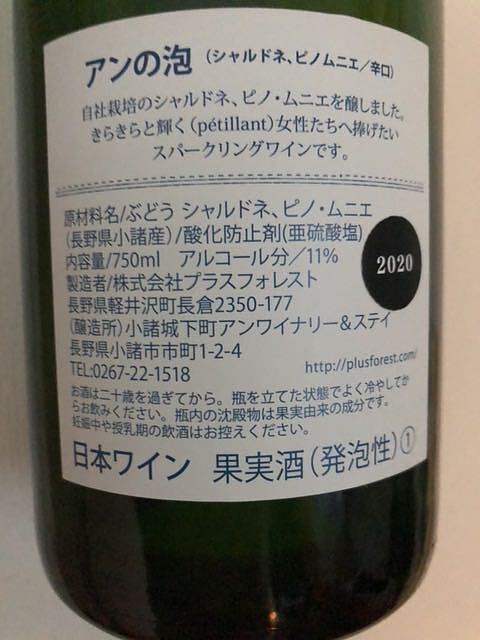 アンの泡 (シャルドネ、ピノムニエ/辛口)
自社栽培のシャルドネ、ピノ・ムニエを醸しました。
きらきらと輝く(pétillant)女性たちへ捧げたい
スパークリングワインです。
原材料名/ぶどう シャルドネ、ピノ・ムニエ
(長野県小諸産)/酸化防止剤(亜硫酸塩)
内容量/750ml アルコール分/11%
2020
製造者/株式会社プラスフォレスト
長野県軽井沢町長倉2350-177
(醸造所)小諸城下町アンワイナリー&ステイ
長野県小諸市市町1-2-4
TEL:0267-22-1518
http://plusforest.com/
お酒は二十歳を過ぎてから。瓶を立てた状態でよく冷やしてか
らお飲みください。瓶内の沈殿物は果実由来の成分です。
妊娠中や授乳期の飲酒はお控えください。
日本ワイン 果実酒(発泡性)①